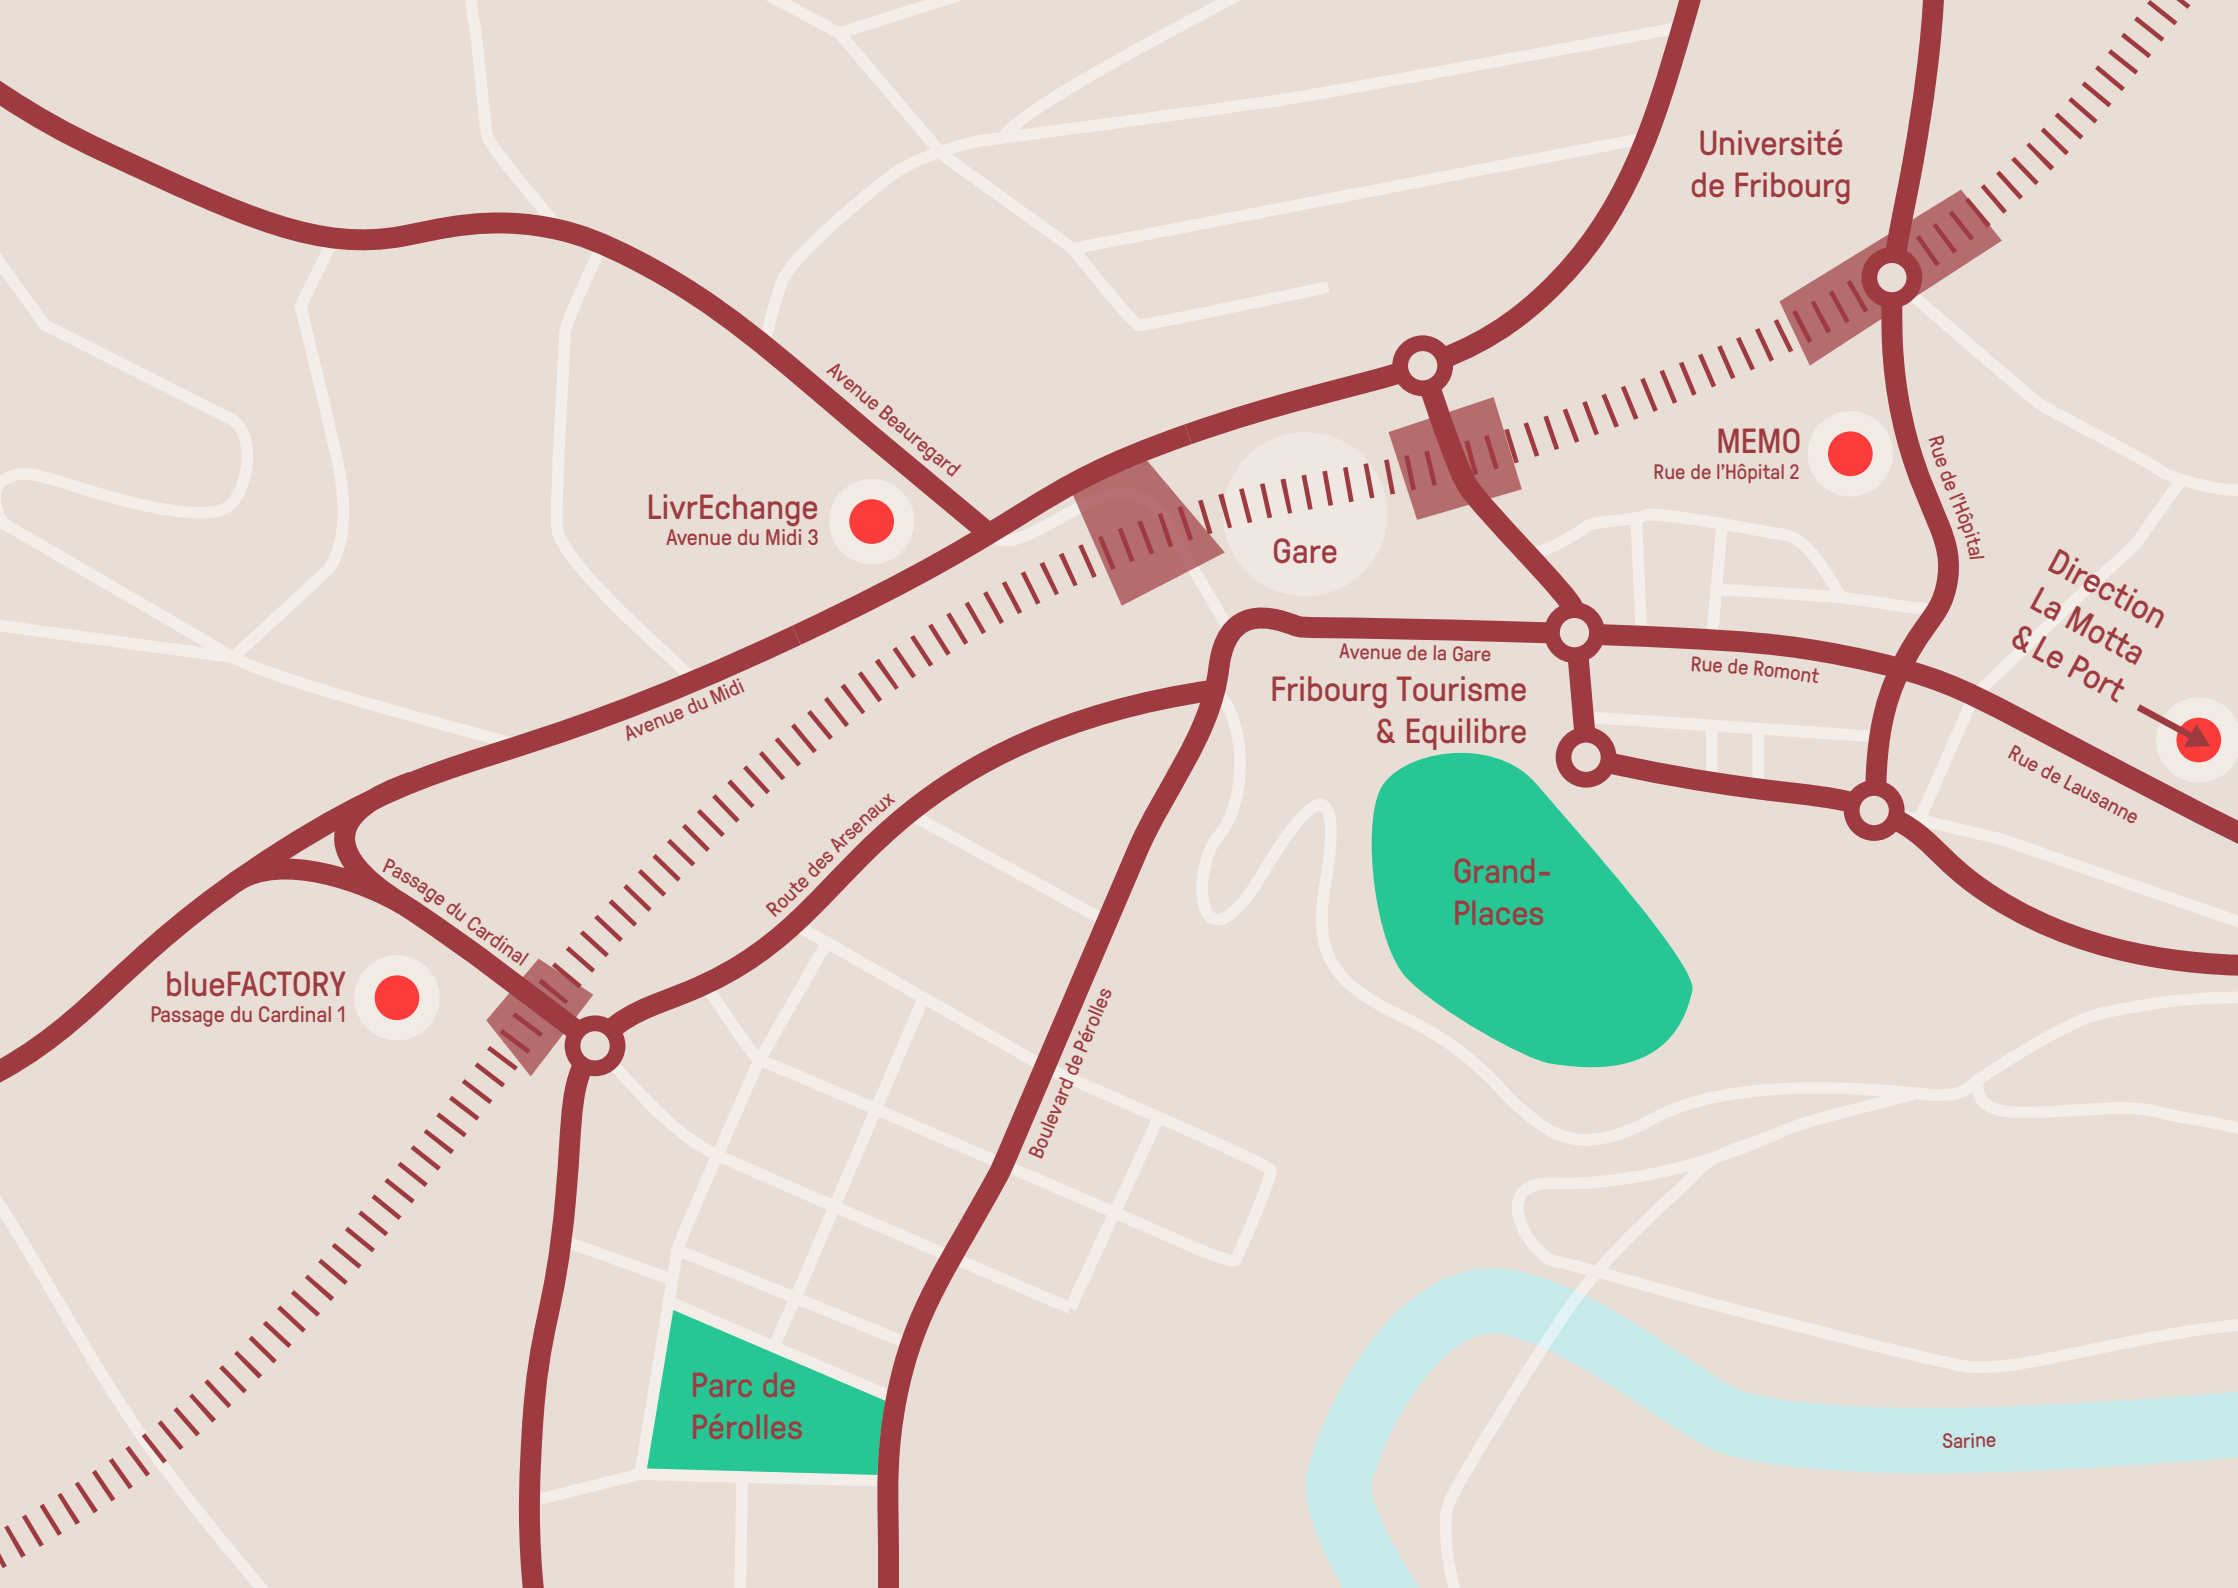 Université
de Fribourg
Avenue Beauregard
MEMO
Rue de l'Hôpital 2
Rue de l'Hôpital
LivrEchange
Avenue du Midi 3
Gare
Direction
La Motta
& Le Port
Avenue de la Gare
Rue de Romont
Fribourg Tourisme
& Equilibre
Avenue du Midi
Rue de Lausanne
Route des Arsenaux
Passage du Cardinal
Grand-
Places
blueFACTORY
Passage du Cardinal 1
Boulevard de Pérolles
Parc de
Pérolles
Sarine